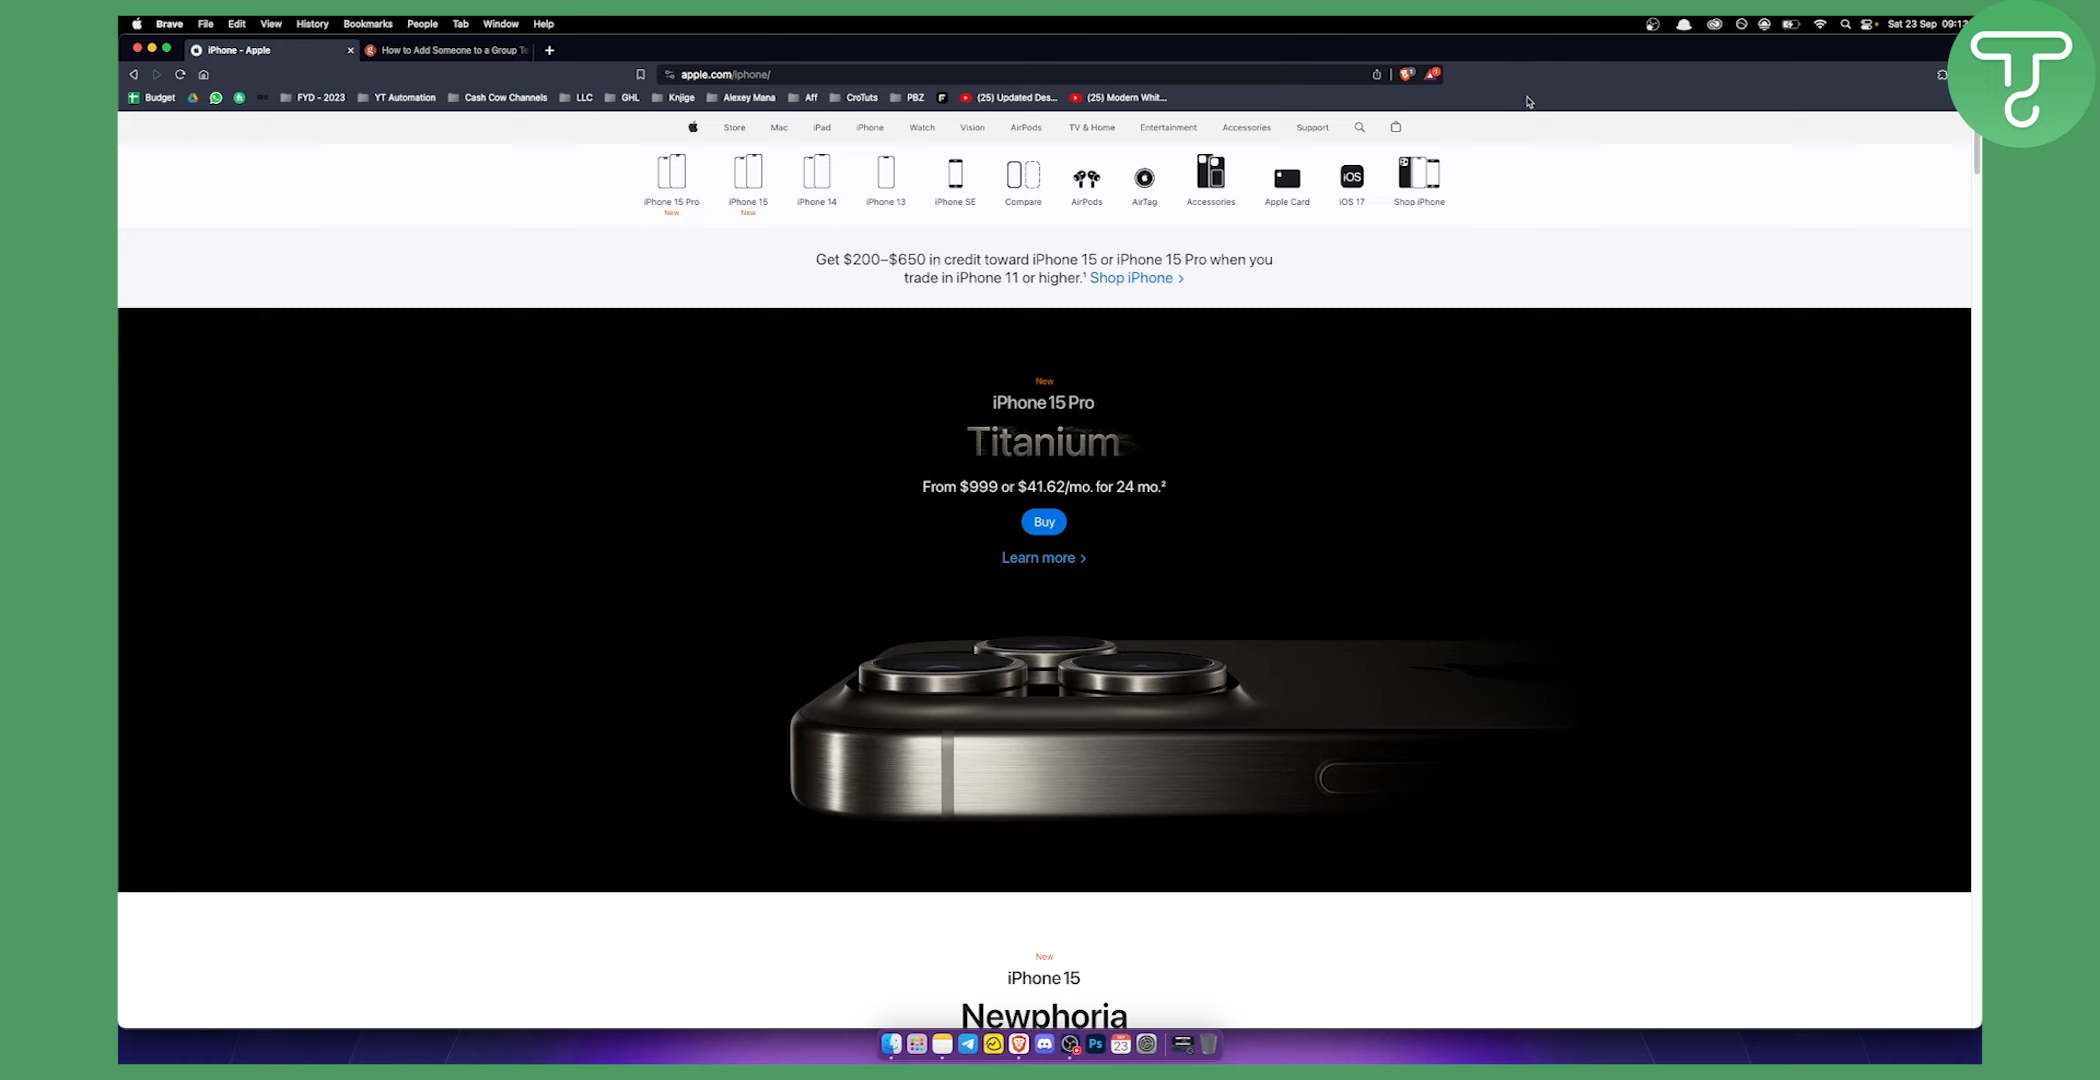 Brave File Edit View History Bookmarks People Tab Window Help
Sat 23 Sep 09:13
iPhone - Apple
How to Add Someone to a Group Te
apple.com/iphone/
Budget FYD - 2023 YT Automation Cash Cow Channels LLC GHL Knjige Alexey Mana Aff CroTuts PBZ (25) Updated Des... (25) Modern Whit...
Store Mac iPad iPhone Watch Vision AirPods TV & Home Entertainment Accessories Support
iOS
iPhone 15 Pro iPhone 15 iPhone 14 iPhone 13 iPhone SE Compare AirPods AirTag Accessories Apple Card iOS 17 Shop iPhone
New New
Get $200–$650 in credit toward iPhone 15 or iPhone 15 Pro when you
trade in iPhone 11 or higher.¹ Shop iPhone >
New
iPhone 15 Pro
Titanium
From $999 or $41.62/mo. for 24 mo.²
Buy
Learn more >
New
iPhone 15
Newphoria
Ps
23